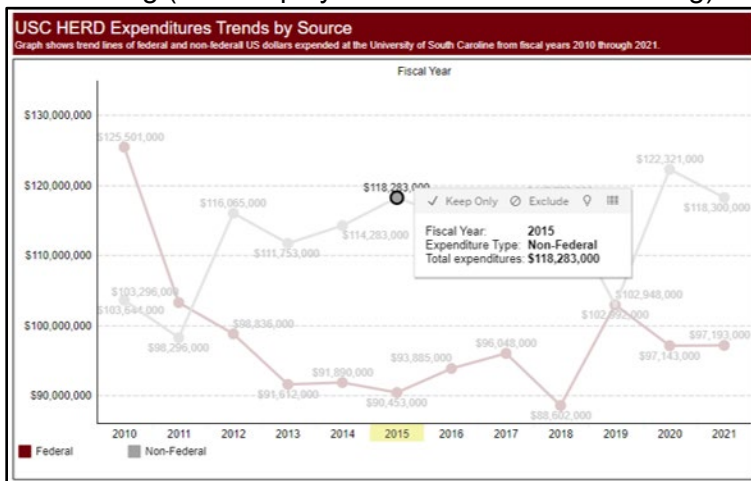 USC HERD Expenditures Trends by Source
Graph shows trend lines of federal and non-federall US dollars expended at the University of South Caroline from fiscal years 2010 through 2021.
Fiscal Year
$130,000,000
$120,000,000
$110,000,000
$100,000,000
$90,000,000
$125,501,000
$103,296,000
$103,644,000
$98,296,000
$116,065,000
$98,836,000
$111,753,000
$91,612,000
$114,283,000
$91,890,000
$118,283,000
$90,453,000
$93,885,000
$96,048,000
$88,602,000
$102,948,000
$122,321,000
$97,143,000
$118,300,000
$97,193,000
Keep Only Exclude
Fiscal Year: 2015
Expenditure Type: Non-Federal
Total expenditures: $118,283,000
2010 2011 2012 2013 2014 2015 2016 2017 2018 2019 2020 2021
Federal Non-Federal